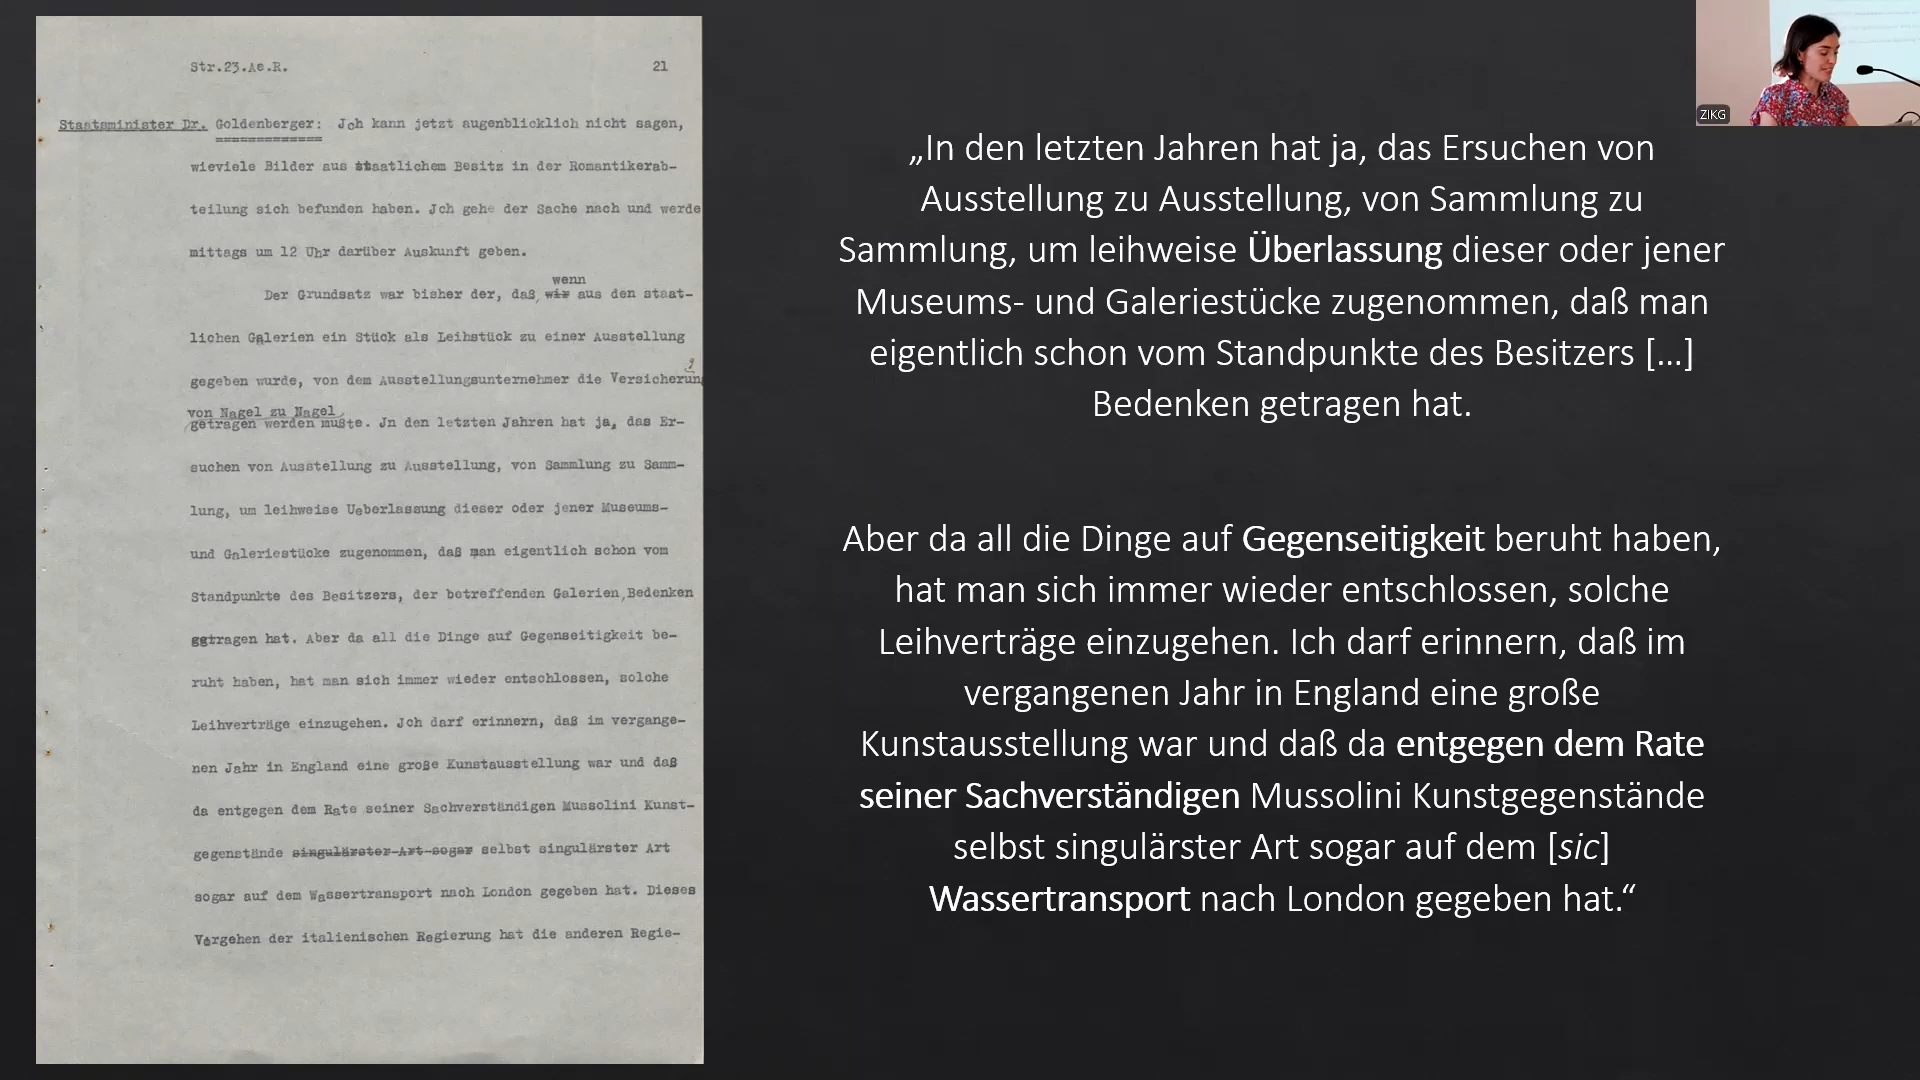 Str.23.Ae.R.
21
Staatsminister Dr. Goldenberger: Jch kann jetzt augenblicklich nicht sagen,
wieviele Bilder aus staatlichem Besitz in der Romantikerab-
teilung sich befunden haben. Jch gehe der Sache nach und werde
mittags um 12 Uhr darüber Auskunft geben.
wenn
Der Grundsatz war bisher der, daß wir aus den staat-
lichen Galerien ein Stück als Leihstück zu einer Ausstellung
gegeben wurde, von dem Ausstellungsunternehmer die Versicherung
von Nagel zu Nagel
getragen werden mußte. Jn den letzten Jahren hat ja, das Er-
suchen von Ausstellung zu Ausstellung, von Sammlung zu Samm-
lung, um leihweise Ueberlassung dieser oder jener Museums-
und Galeriestücke zugenommen, daß man eigentlich schon vom
Standpunkte des Besitzers, der betreffenden Galerien, Bedenken
getragen hat. Aber da all die Dinge auf Gegenseitigkeit be-
ruht haben, hat man sich immer wieder entschlossen, solche
Leihverträge einzugehen. Jch darf erinnern, daß im vergange-
nen Jahr in England eine große Kunstausstellung war und daß
da entgegen dem Rate seiner Sachverständigen Mussolini Kunst-
gegenstände singulärster Art sogar selbst singulärster Art
sogar auf dem Wassertransport nach London gegeben hat. Dieses
Vorgehen der italienischen Regierung hat die anderen Regie-
„In den letzten Jahren hat ja, das Ersuchen von
Ausstellung zu Ausstellung, von Sammlung zu
Sammlung, um leihweise Überlassung dieser oder jener
Museums- und Galeriestücke zugenommen, daß man
eigentlich schon vom Standpunkte des Besitzers [...]
Bedenken getragen hat.
Aber da all die Dinge auf Gegenseitigkeit beruht haben,
hat man sich immer wieder entschlossen, solche
Leihverträge einzugehen. Ich darf erinnern, daß im
vergangenen Jahr in England eine große
Kunstausstellung war und daß da entgegen dem Rate
seiner Sachverständigen Mussolini Kunstgegenstände
selbst singulärster Art sogar auf dem [sic]
Wassertransport nach London gegeben hat.“
ZIKG